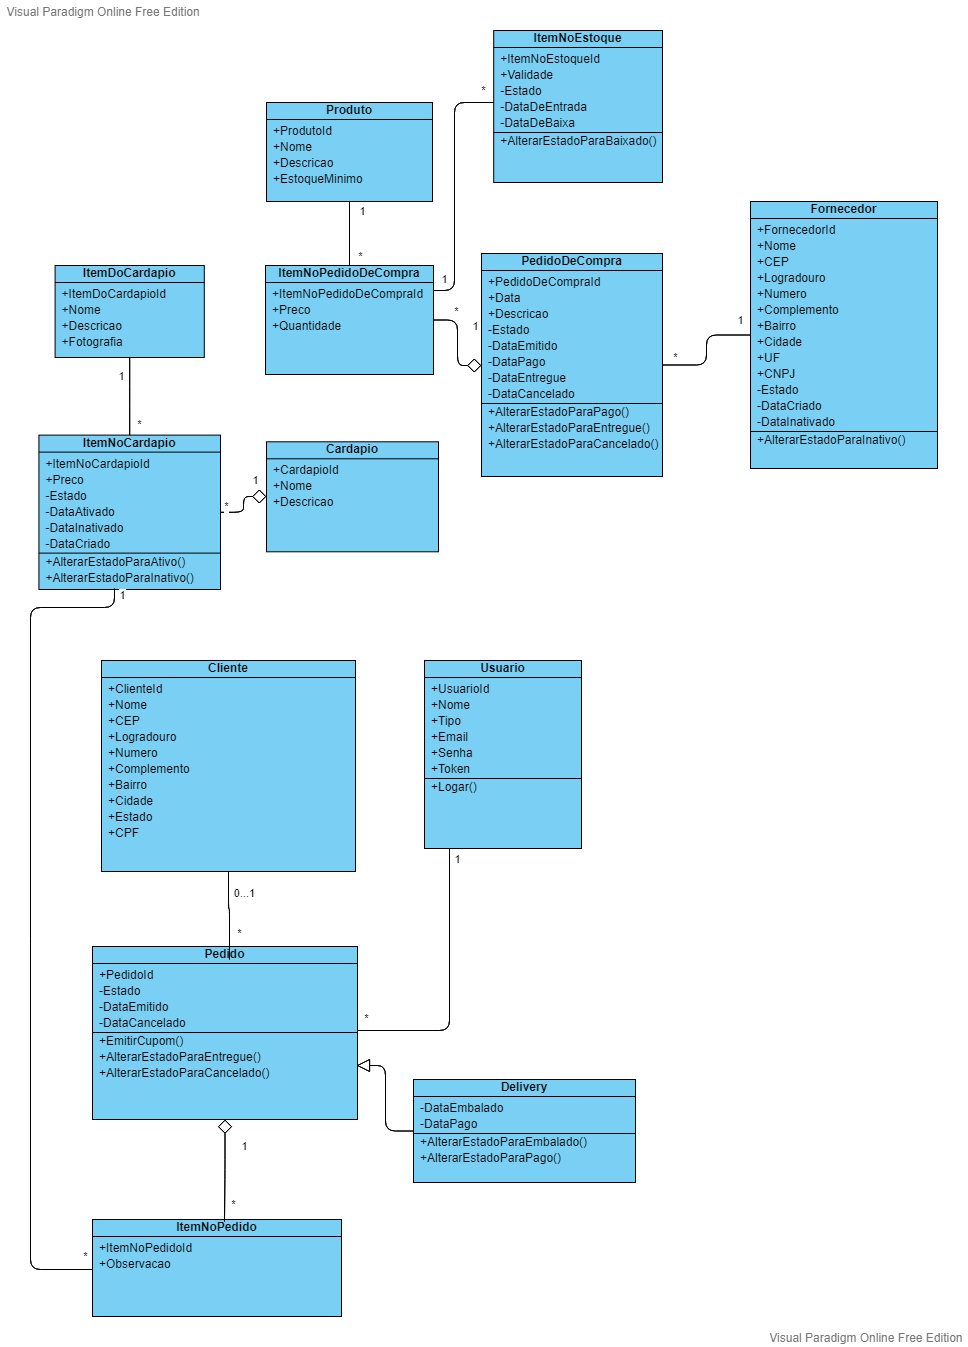 Visual Paradigm Online Free Edition
ItemNoEstoque
+ItemNoEstoqueId
+Validade
-Estado
-DataDeEntrada
-DataDeBaixa
+AlterarEstadoParaBaixado()
*
Produto
+ProdutoId
+Nome
+Descricao
+EstoqueMinimo
1
*
Fornecedor
+FornecedorId
+Nome
+CEP
+Logradouro
+Numero
+Complemento
+Bairro
+Cidade
+UF
+CNPJ
-Estado
-DataCriado
-DataInativado
+AlterarEstadoParaInativo()
1
*
PedidoDeCompra
+PedidoDeCompraId
+Data
+Descricao
-Estado
-DataEmitido
-DataPago
-DataEntregue
-DataCancelado
+AlterarEstadoParaPago()
+AlterarEstadoParaEntregue()
+AlterarEstadoParaCancelado()
ItemNoPedidoDeCompra
+ItemNoPedidoDeCompraId
+Preco
+Quantidade
1
*
1
ItemDoCardapio
+ItemDoCardapioId
+Nome
+Descricao
+Fotografia
1
*
ItemNoCardapio
+ItemNoCardapioId
+Preco
-Estado
-DataAtivado
-DataInativado
-DataCriado
+AlterarEstadoParaAtivo()
+AlterarEstadoParaInativo()
1
Cardapio
+CardapioId
+Nome
+Descricao
1
*
Cliente
+ClienteId
+Nome
+CEP
+Logradouro
+Numero
+Complemento
+Bairro
+Cidade
+Estado
+CPF
0...1
*
Usuario
+UsuarioId
+Nome
+Tipo
+Email
+Senha
+Token
+Logar()
1
*
Pedido
+PedidoId
-Estado
-DataEmitido
-DataCancelado
+EmitirCupom()
+AlterarEstadoParaEntregue()
+AlterarEstadoParaCancelado()
Delivery
-DataEmbalado
-DataPago
+AlterarEstadoParaEmbalado()
+AlterarEstadoParaPago()
1
*
ItemNoPedido
+ItemNoPedidoId
+Observacao
*
Visual Paradigm Online Free Edition